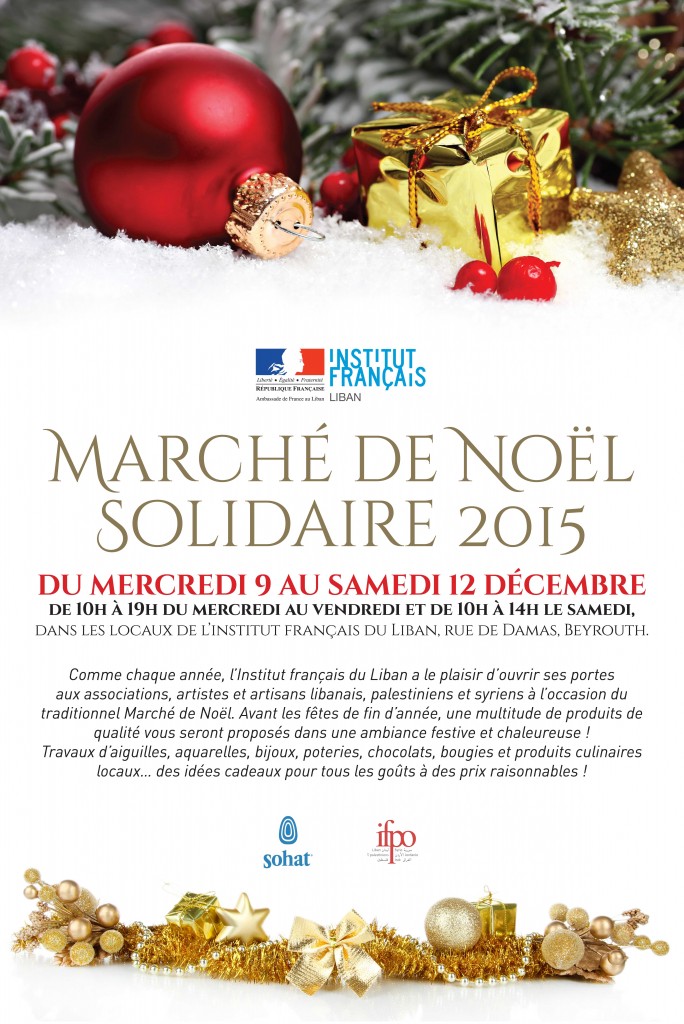 Liberté • Égalité • Fraternité
RÉPUBLIQUE FRANÇAISE
Ambassade de France au Liban
INSTITUT
FRANÇAIS
LIBAN
MARCHÉ DE NOËL
SOLIDAIRE 2015
DU MERCREDI 9 AU SAMEDI 12 DÉCEMBRE
DE 10H À 19H DU MERCREDI AU VENDREDI ET DE 10H À 14H LE SAMEDI,
DANS LES LOCAUX DE L'INSTITUT FRANÇAIS DU LIBAN, RUE DE DAMAS, BEYROUTH.
Comme chaque année, l'Institut français du Liban a le plaisir d'ouvrir ses portes
aux associations, artistes et artisans libanais, palestiniens et syriens à l'occasion du
traditionnel Marché de Noël. Avant les fêtes de fin d'année, une multitude de produits de
qualité vous seront proposés dans une ambiance festive et chaleureuse !
Travaux d'aiguilles, aquarelles, bijoux, poteries, chocolats, bougies et produits culinaires
locaux... des idées cadeaux pour tous les goûts à des prix raisonnables !
sohat
ifpo